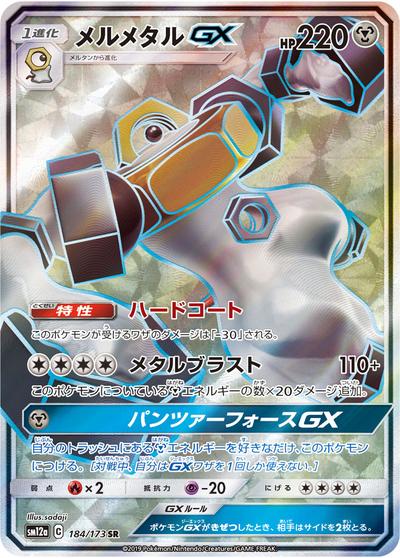 1進化 メルメタルGX HP220
メルタンから進化
とくせい
特性 ハードコート
このポケモンが受けるワザのダメージは「-30」される。
メタルブラスト 110+
このポケモンについているエネルギーの数×20ダメージ追加。
パンツァーフォースGX
自分のトラッシュにあるエネルギーを好きなだけ、このポケモン
につける。[対戦中、自分はGXワザを1回しか使えない。]
弱点 ×2 抵抗力 -20 にげる
GXルール
ポケモンGXがきぜつしたとき、相手はサイドを2枚とる。
Illus.sodaji
sm12a G 184/173 SR
©2019 Pokémon/Nintendo/Creatures/GAME FREAK.